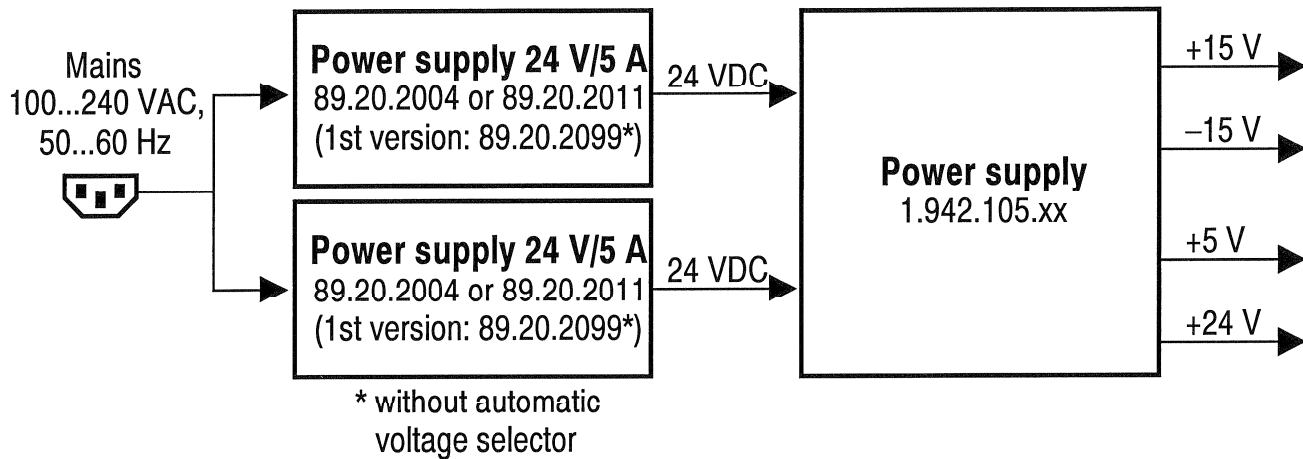 Mains
100...240 VAC,
50...60 Hz
Power supply 24 V/5 A
89.20.2004 or 89.20.2011
(1st version: 89.20.2099*)
24 VDC
Power supply 24 V/5 A
89.20.2004 or 89.20.2011
(1st version: 89.20.2099*)
24 VDC
* without automatic
voltage selector
Power supply
1.942.105.xx
+15 V
–15 V
+5 V
+24 V